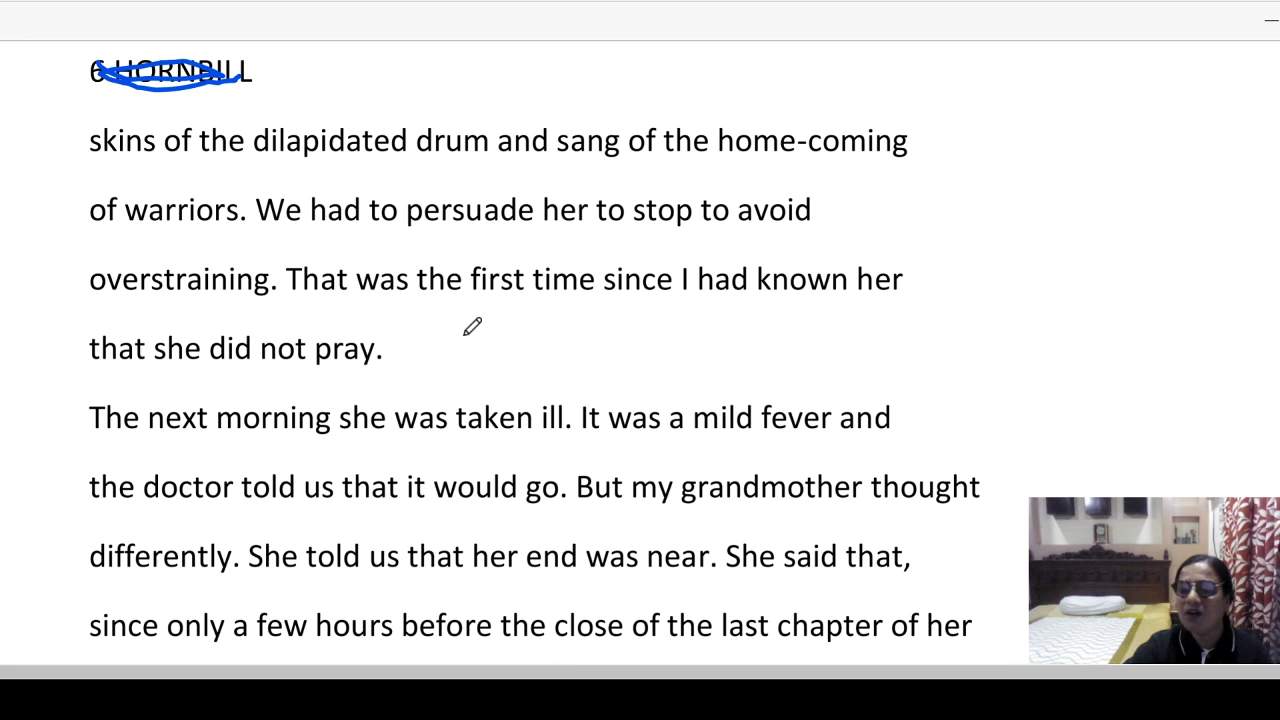 6 HORNBILL
skins of the dilapidated drum and sang of the home-coming
of warriors. We had to persuade her to stop to avoid
overstraining. That was the first time since I had known her
that she did not pray.
The next morning she was taken ill. It was a mild fever and
the doctor told us that it would go. But my grandmother thought
differently. She told us that her end was near. She said that,
since only a few hours before the close of the last chapter of her